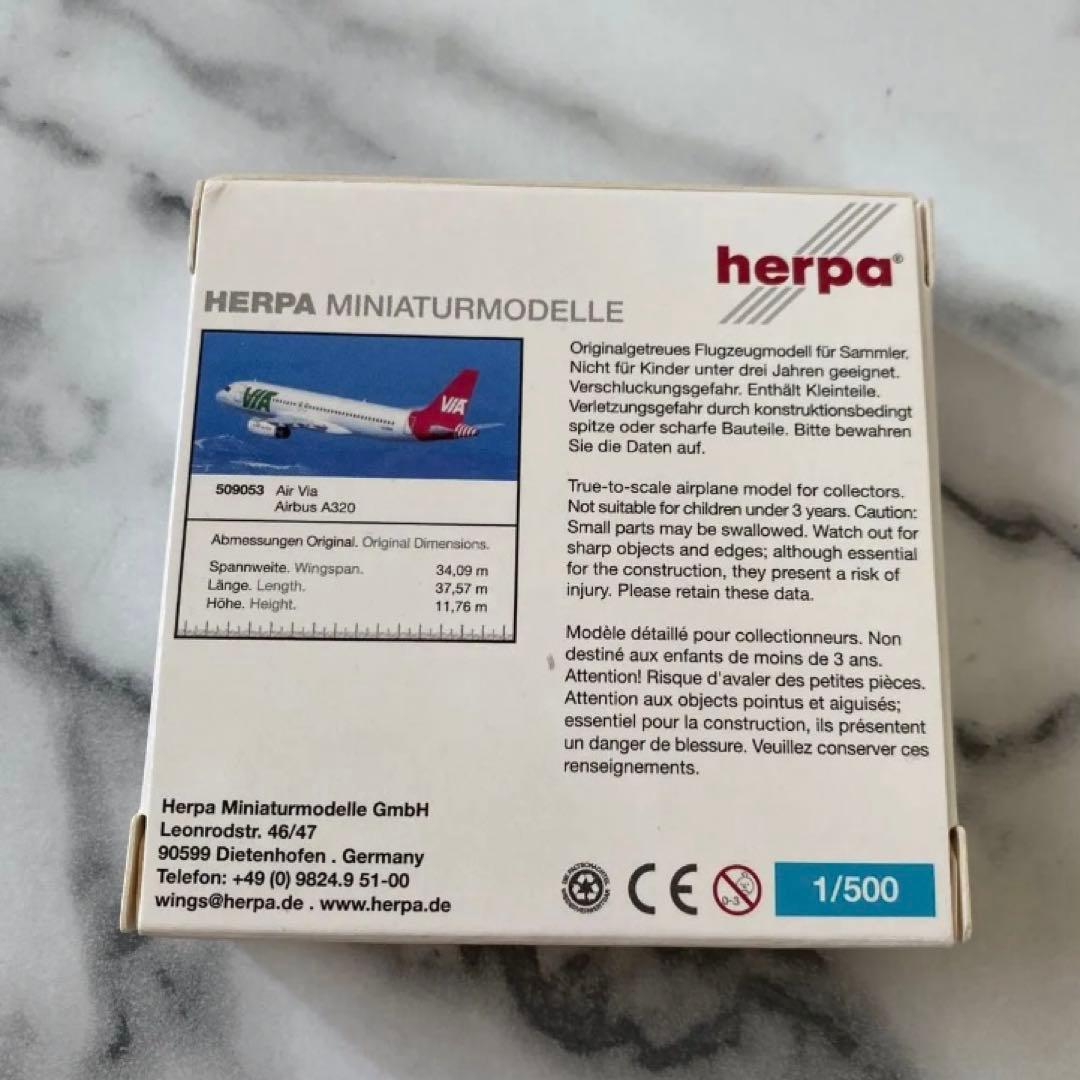 herpa®
HERPA MINIATURMODELLE
VIA
VIA
509053 Air Via
Airbus A320
Abmessungen Original. Original Dimensions.
Spannweite. Wingspan. 34,09 m
Länge. Length. 37,57 m
Höhe. Height. 11,76 m
Originalgetreues Flugzeugmodell für Sammler.
Nicht für Kinder unter drei Jahren geeignet.
Verschluckungsgefahr. Enthält Kleinteile.
Verletzungsgefahr durch konstruktionsbedingt
spitze oder scharfe Bauteile. Bitte bewahren
Sie die Daten auf.
True-to-scale airplane model for collectors.
Not suitable for children under 3 years. Caution:
Small parts may be swallowed. Watch out for
sharp objects and edges; although essential
for the construction, they present a risk of
injury. Please retain these data.
Modèle détaillé pour collectionneurs. Non
destiné aux enfants de moins de 3 ans.
Attention! Risque d'avaler des petites pièces.
Attention aux objects pointus et aiguisés;
essentiel pour la construction, ils présentent
un danger de blessure. Veuillez conserver ces
renseignements.
Herpa Miniaturmodelle GmbH
Leonrodstr. 46/47
90599 Dietenhofen . Germany
Telefon: +49 (0) 9824.9 51-00
wings@herpa.de . www.herpa.de
CE
0-3
1/500